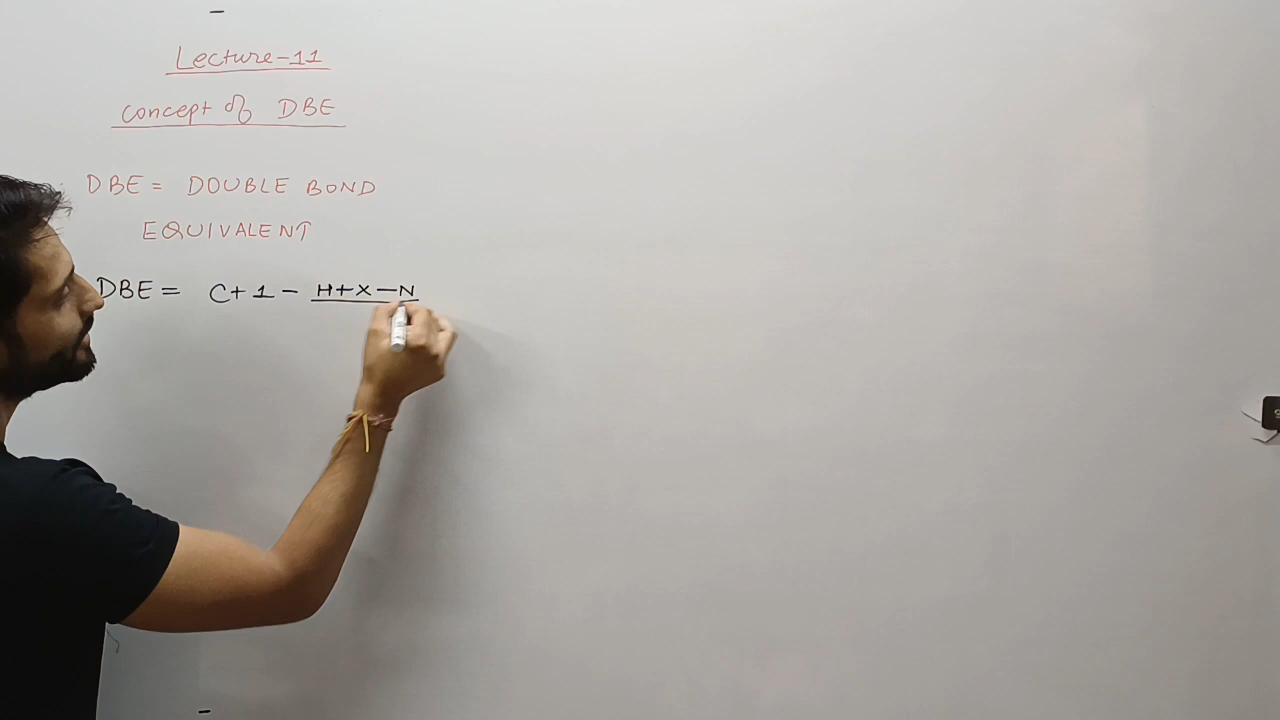 Lecture-11
Concept of DBE
DBE = DOUBLE BOND
EQUIVALENT
DBE = C+1- H+X-N